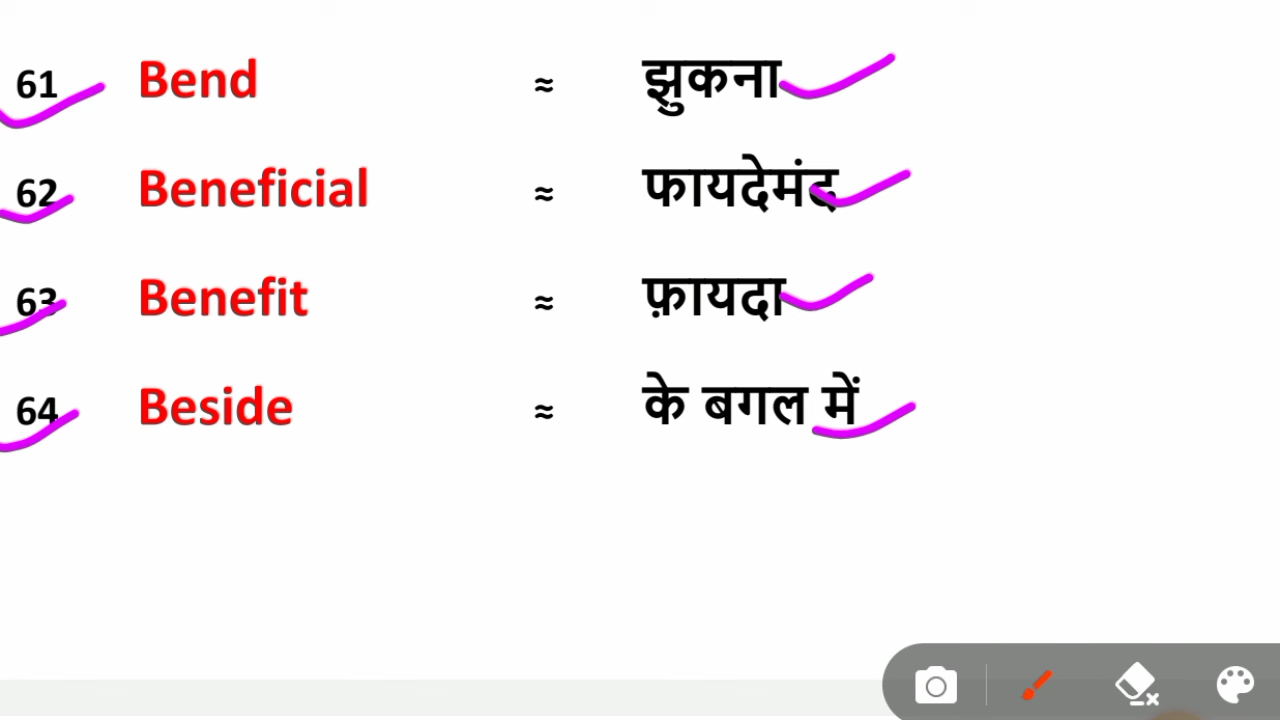 61 Bend ≈ झुकना
62 Beneficial ≈ फायदेमंद
63 Benefit ≈ फ़ायदा
64 Beside ≈ के बगल में